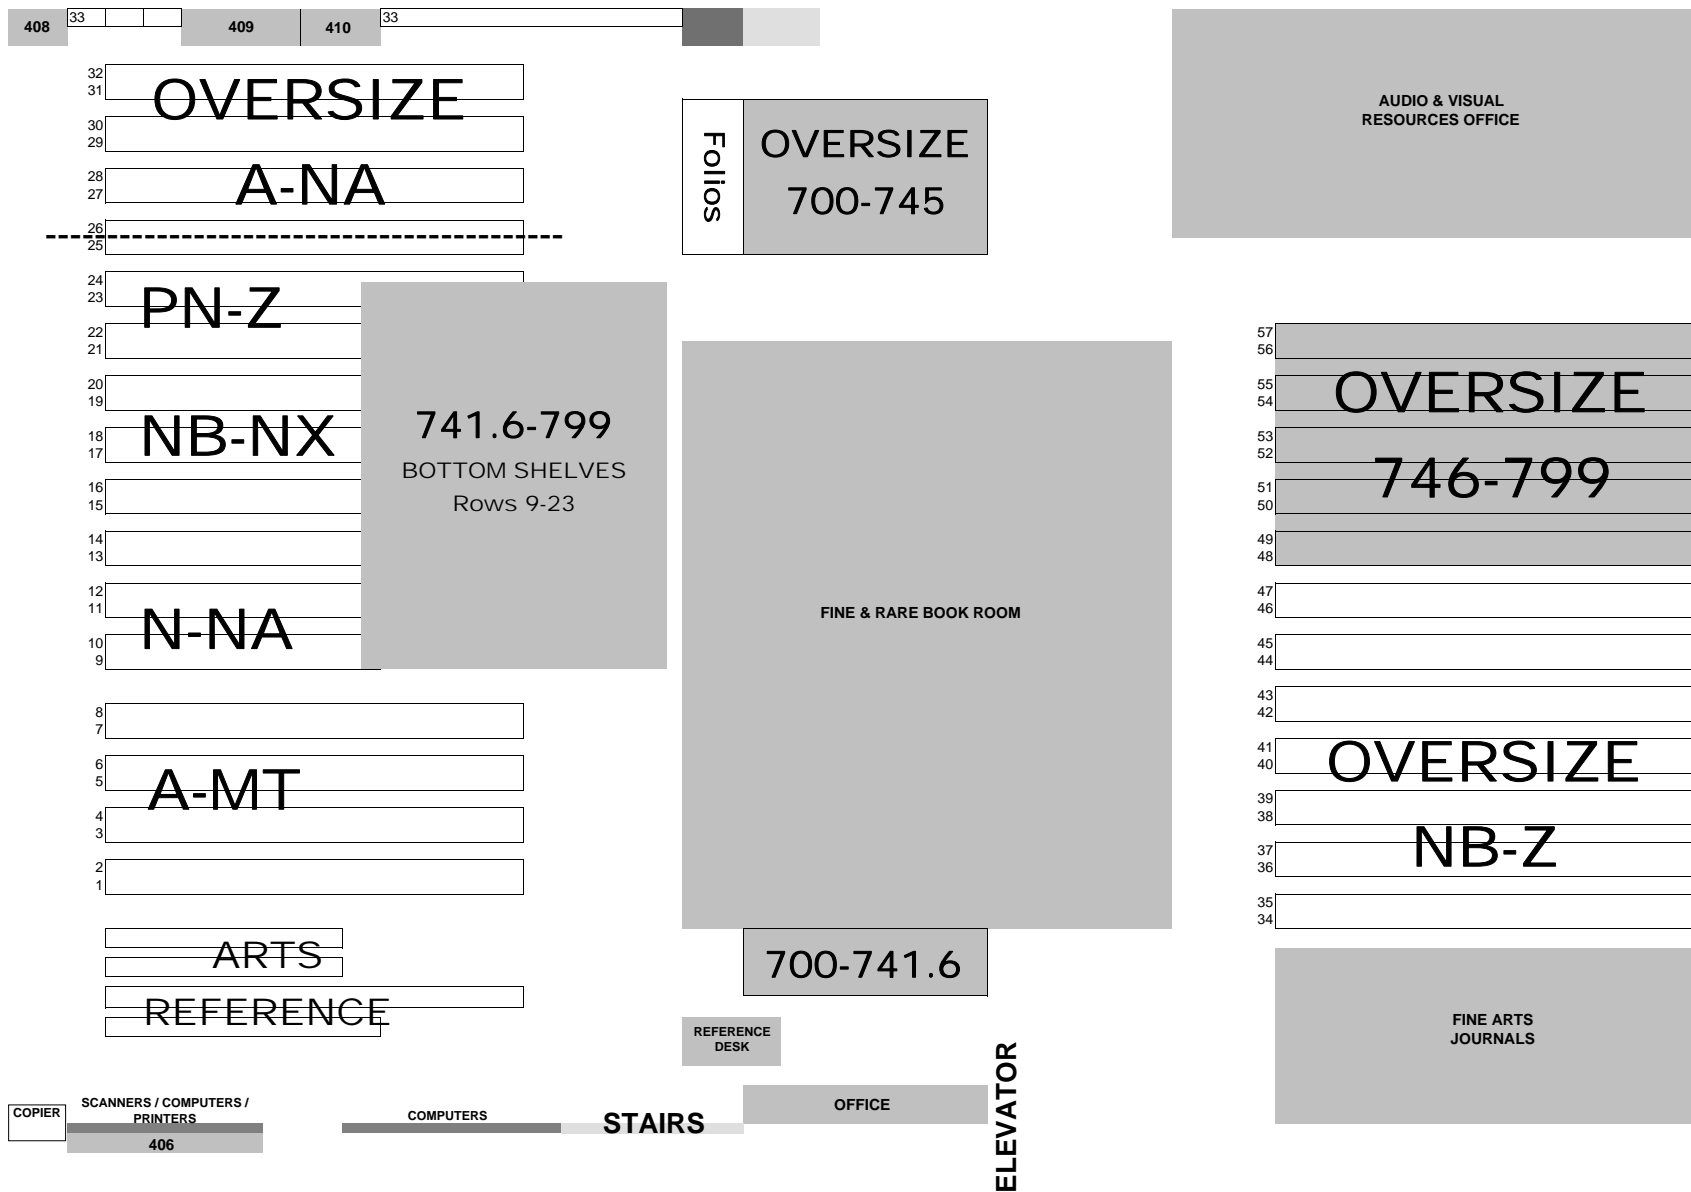 408
33
409
410
33
32
31
OVERSIZE
30
29
28
27
A-NA
26
25
24
23
PN-Z
22
21
20
19
NB-NX
18
17
16
15
14
13
12
11
N-NA
10
9
741.6-799
BOTTOM SHELVES
Rows 9-23
8
7
6
5
A-MT
4
3
2
1
ARTS
REFERENCE
COPIER
SCANNERS / COMPUTERS /
PRINTERS
406
COMPUTERS
STAIRS
Folios
OVERSIZE
700-745
FINE & RARE BOOK ROOM
700-741.6
REFERENCE
DESK
OFFICE
ELEVATOR
AUDIO & VISUAL
RESOURCES OFFICE
57
56
55
54
OVERSIZE
53
52
746-799
51
50
49
48
47
46
45
44
43
42
41
40
OVERSIZE
39
38
NB-Z
37
36
35
34
FINE ARTS
JOURNALS